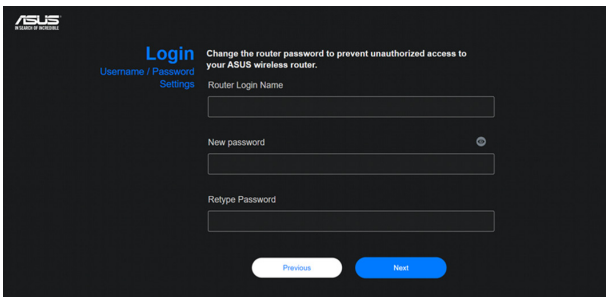 ASUS
IN SEARCH OF INCREDIBLE
Login
Username / Password
Settings
Change the router password to prevent unauthorized access to
your ASUS wireless router.
Router Login Name
New password
Retype Password
Previous
Next